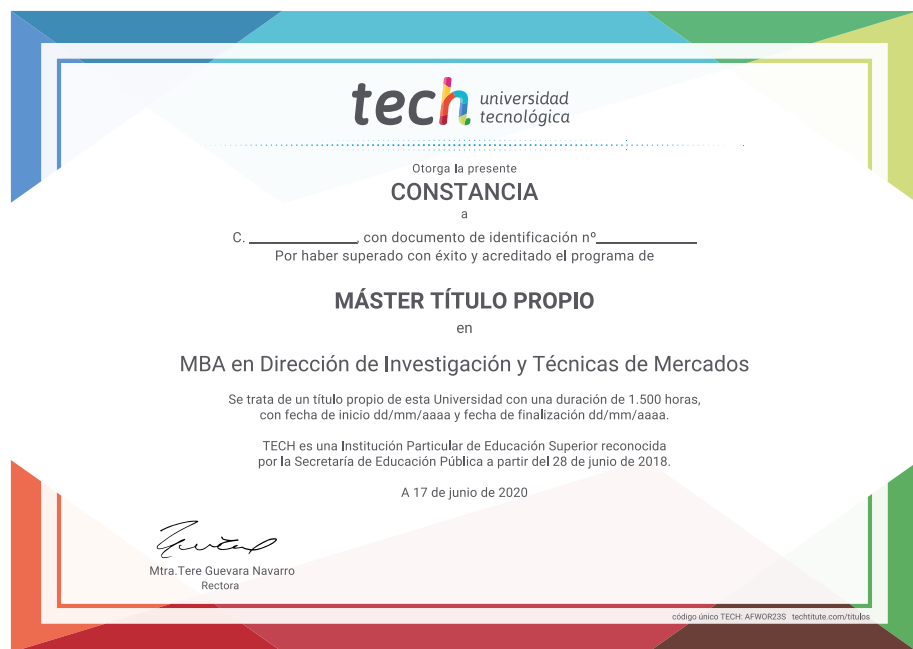 tech universidad
tecnológica
Otorga la presente
CONSTANCIA
a
C. ____________, con documento de identificación nº____________
Por haber superado con éxito y acreditado el programa de
MÁSTER TÍTULO PROPIO
en
MBA en Dirección de Investigación y Técnicas de Mercados
Se trata de un título propio de esta Universidad con una duración de 1.500 horas,
con fecha de inicio dd/mm/aaaa y fecha de finalización dd/mm/aaaa.
TECH es una Institución Particular de Educación Superior reconocida
por la Secretaría de Educación Pública a partir del 28 de junio de 2018.
A 17 de junio de 2020
Mtra.Tere Guevara Navarro
Rectora
código único TECH: AFWOR23S techtitute.com/titulos